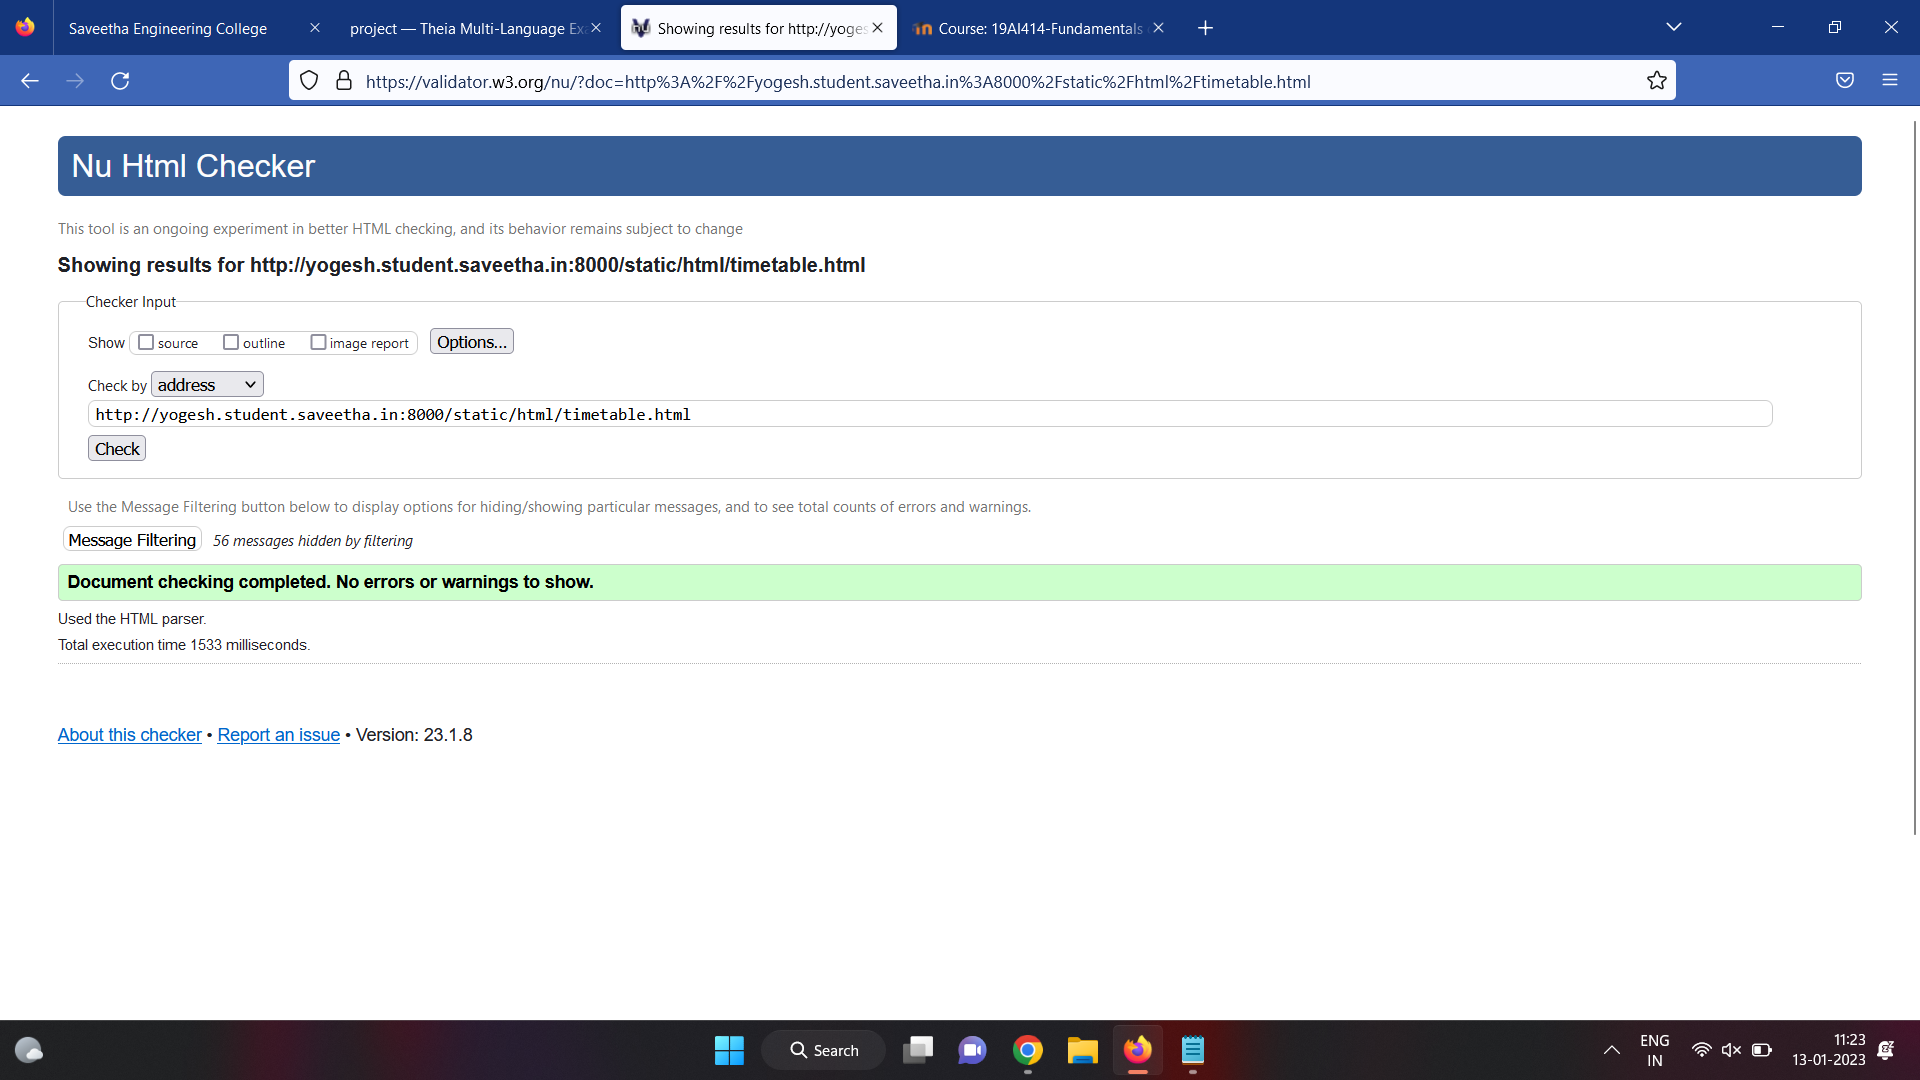 Saveetha Engineering College
project — Theia Multi-Language Ex
Showing results for http://yoges
Course: 19AI414-Fundamentals
https://validator.w3.org/nu/?doc=http%3A%2F%2Fyogesh.student.saveetha.in%3A8000%2Fstatic%2Fhtml%2Ftimetable.html
Nu Html Checker
This tool is an ongoing experiment in better HTML checking, and its behavior remains subject to change
Showing results for http://yogesh.student.saveetha.in:8000/static/html/timetable.html
Checker Input
Show source outline image report Options...
Check by address
http://yogesh.student.saveetha.in:8000/static/html/timetable.html
Check
Use the Message Filtering button below to display options for hiding/showing particular messages, and to see total counts of errors and warnings.
Message Filtering 56 messages hidden by filtering
Document checking completed. No errors or warnings to show.
Used the HTML parser.
Total execution time 1533 milliseconds.
About this checker • Report an issue • Version: 23.1.8
Search
ENG
IN
11:23
13-01-2023